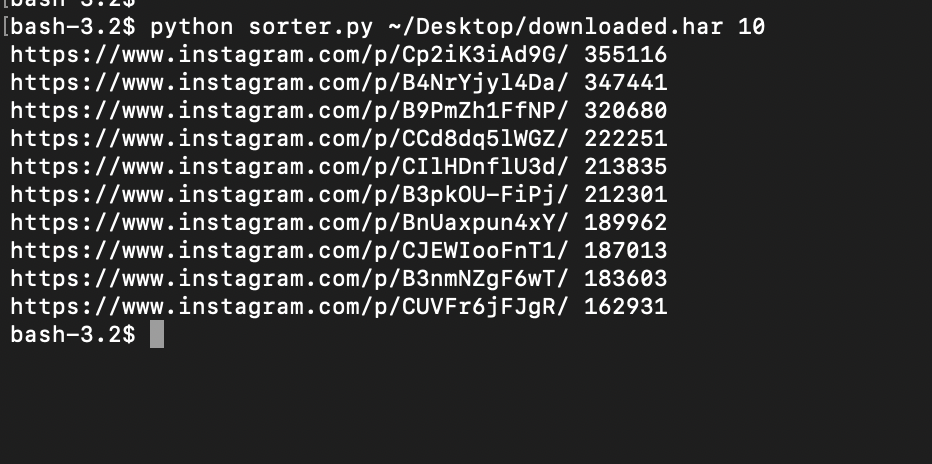 [bash-3.2$
[bash-3.2$ python sorter.py ~/Desktop/downloaded.har 10
https://www.instagram.com/p/Cp2iK3iAd9G/ 355116
https://www.instagram.com/p/B4NrYjyl4Da/ 347441
https://www.instagram.com/p/B9PmZh1FfNP/ 320680
https://www.instagram.com/p/CCd8dq5lWGZ/ 222251
https://www.instagram.com/p/CIlHDnflU3d/ 213835
https://www.instagram.com/p/B3pkOU-FiPj/ 212301
https://www.instagram.com/p/BnUaxpun4xY/ 189962
https://www.instagram.com/p/CJEWIooFnT1/ 187013
https://www.instagram.com/p/B3nmNZgF6wT/ 183603
https://www.instagram.com/p/CUVFr6jFJgR/ 162931
bash-3.2$